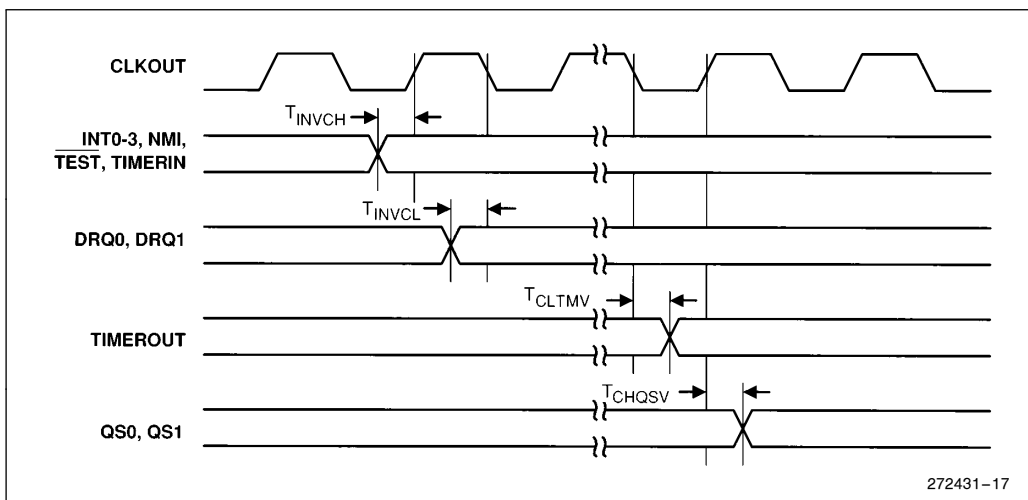 CLKOUT
T_INVCH
INT0-3, NMI,
TEST, TIMERIN
T_INVCL
DRQ0, DRQ1
T_CLTMV
TIMEROUT
T_CHQSV
QS0, QS1
272431–17